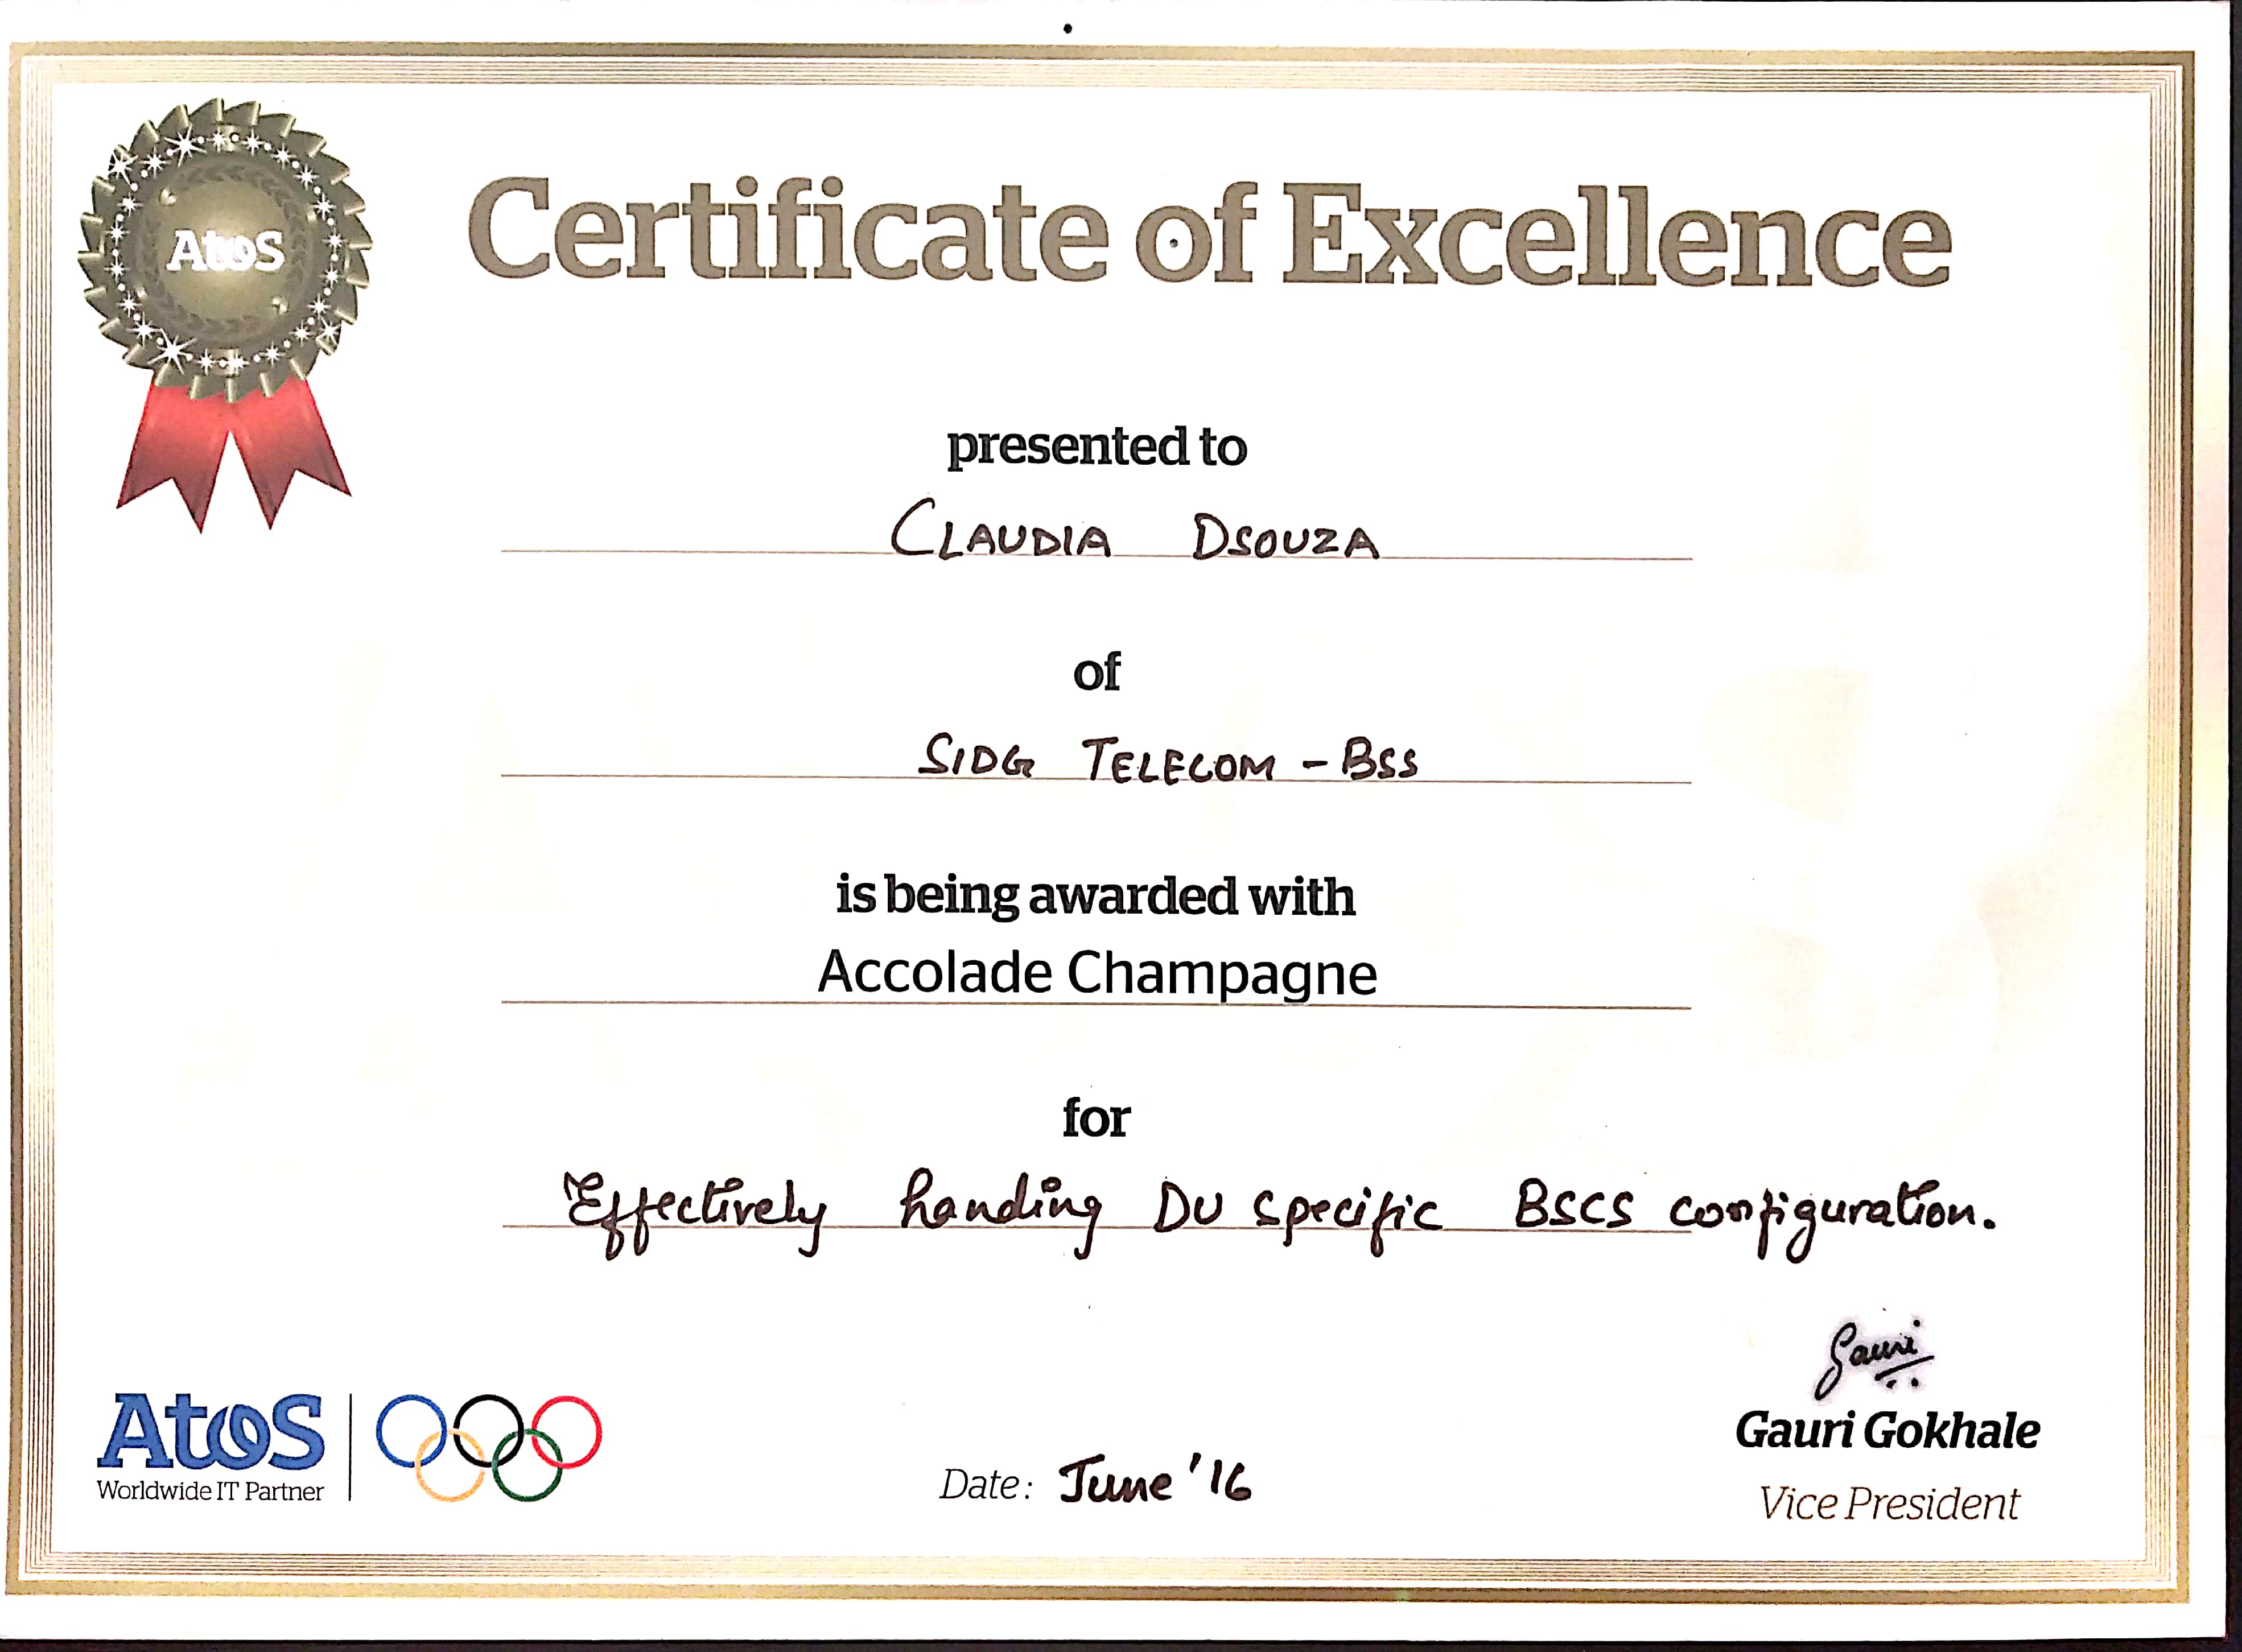 Atos
Certificate of Excellence
presented to
CLAUDIA DSOUZA
of
SIDG TELECOM - BSS
is being awarded with
Accolade Champagne
for
Effectively handing DU specific BSCS configuration.
Gauri
Gauri Gokhale
Vice President
Date: June '16
Atos
Worldwide IT Partner